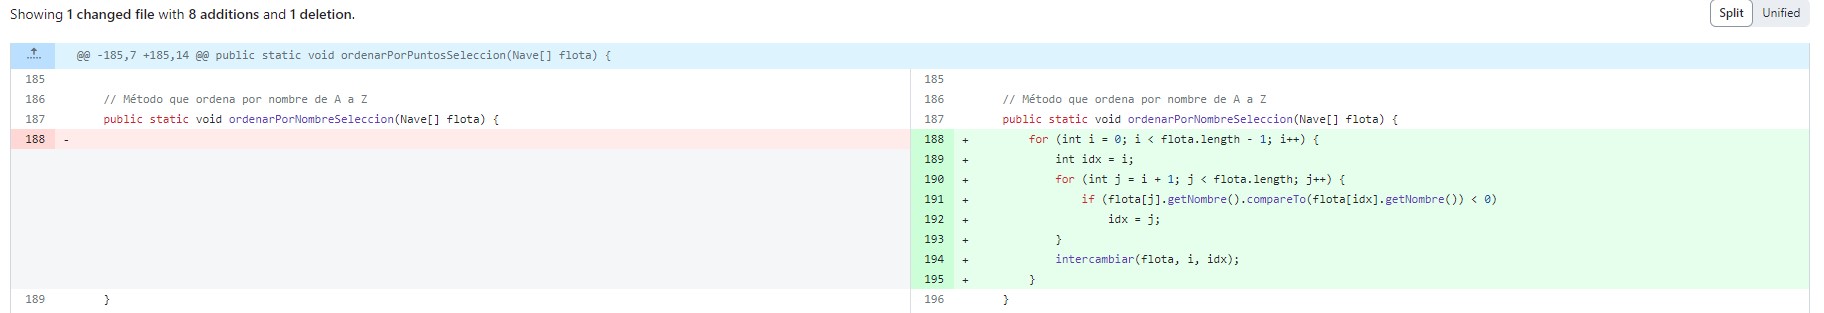 Showing 1 changed file with 8 additions and 1 deletion.
Split Unified
@@ -185,7 +185,14 @@ public static void ordenarPorPuntosSeleccion(Nave[] flota) {
185 185
186 // Método que ordena por nombre de A a Z 186 // Método que ordena por nombre de A a Z
187 public static void ordenarPorNombreSeleccion(Nave[] flota) { 187 public static void ordenarPorNombreSeleccion(Nave[] flota) {
188 - 188 + for (int i = 0; i < flota.length - 1; i++) {
189 + int idx = i;
190 + for (int j = i + 1; j < flota.length; j++) {
191 + if (flota[j].getNombre().compareTo(flota[idx].getNombre()) < 0)
192 + idx = j;
193 + }
194 + intercambiar(flota, i, idx);
195 + }
189 } 196 }